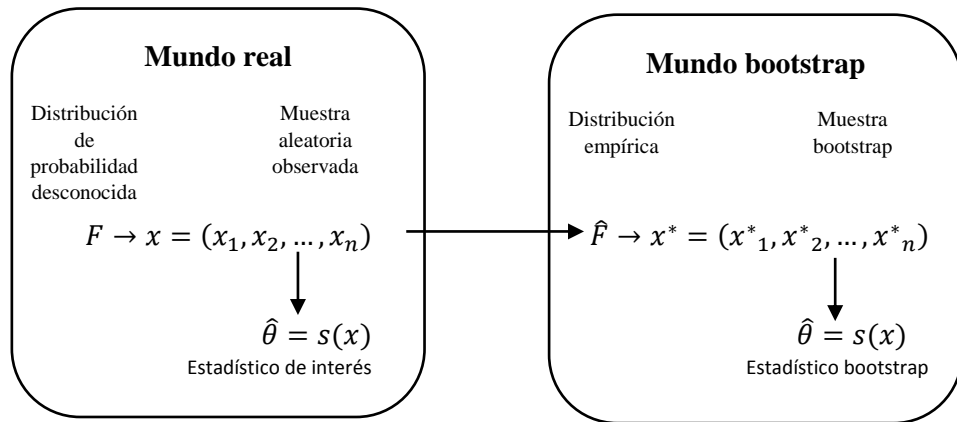 Mundo real
Distribución
de
probabilidad
desconocida
Muestra
aleatoria
observada
F → x = (x₁, x₂, … , xₙ)
θ̂ = s(x)
Estadístico de interés
Mundo bootstrap
Distribución
empírica
Muestra
bootstrap
F̂ → x* = (x*₁, x*₂, … , x*ₙ)
θ̂ = s(x)
Estadístico bootstrap